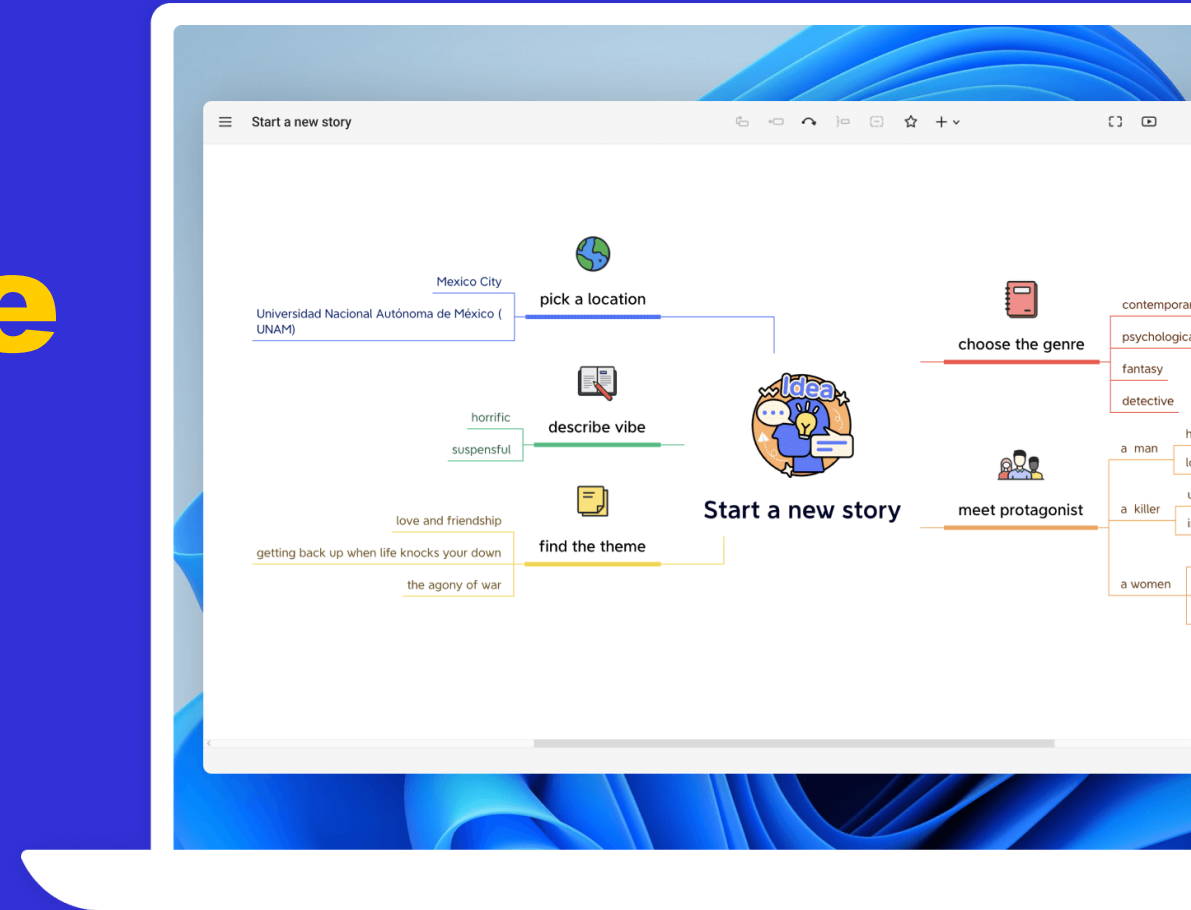 e
Start a new story
Mexico City
Universidad Nacional Autónoma de México (
UNAM)
pick a location
horrific
suspensful
describe vibe
love and friendship
getting back up when life knocks your down
the agony of war
find the theme
Idea
Start a new story
choose the genre
contemporar
psychologica
fantasy
detective
meet protagonist
a man
h
a killer
u
a women